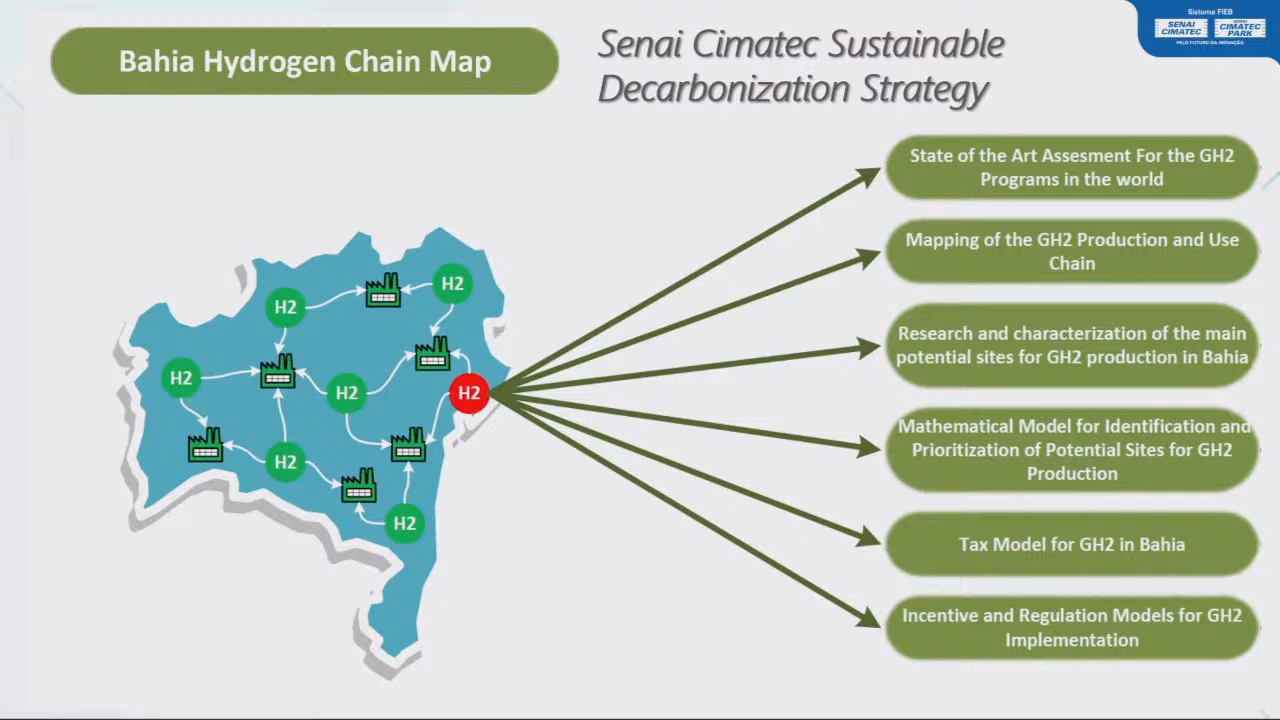 Bahia Hydrogen Chain Map
Senai Cimatec Sustainable
Decarbonization Strategy
Sistema FIEB
SENAI
CIMATEC
SENAI
CIMATEC
PARK
PELO FUTURO DA INOVAÇÃO
State of the Art Assesment For the GH2
Programs in the world
Mapping of the GH2 Production and Use
Chain
Research and characterization of the main
potential sites for GH2 production in Bahia
Mathematical Model for Identification and
Prioritization of Potential Sites for GH2
Production
Tax Model for GH2 in Bahia
Incentive and Regulation Models for GH2
Implementation
H2
H2
H2
H2
H2
H2
H2